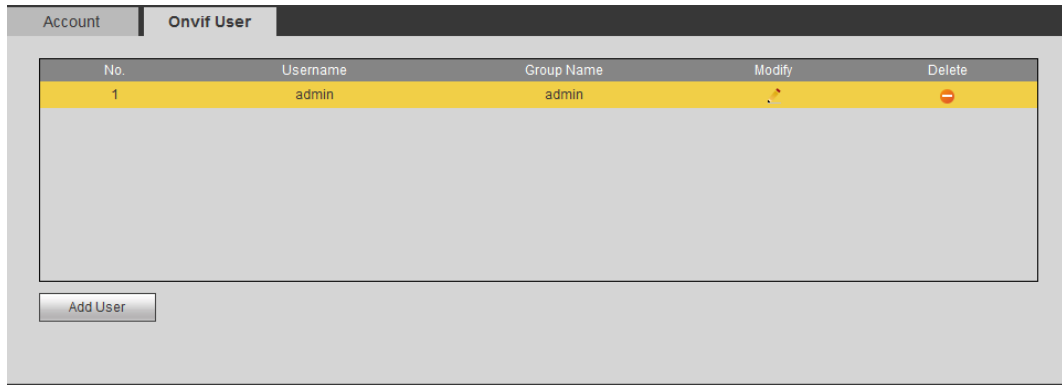 Account Onvif User
No. Username Group Name Modify Delete
1 admin admin
Add User